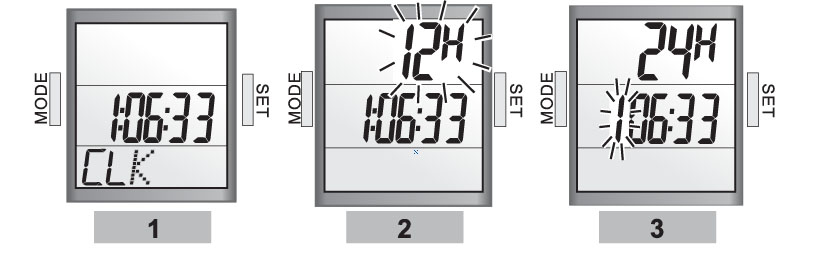 MODE
1:06:33
CLK
SET
1
MODE
12H
1:06:33
SET
2
MODE
24H
1:06:33
SET
3